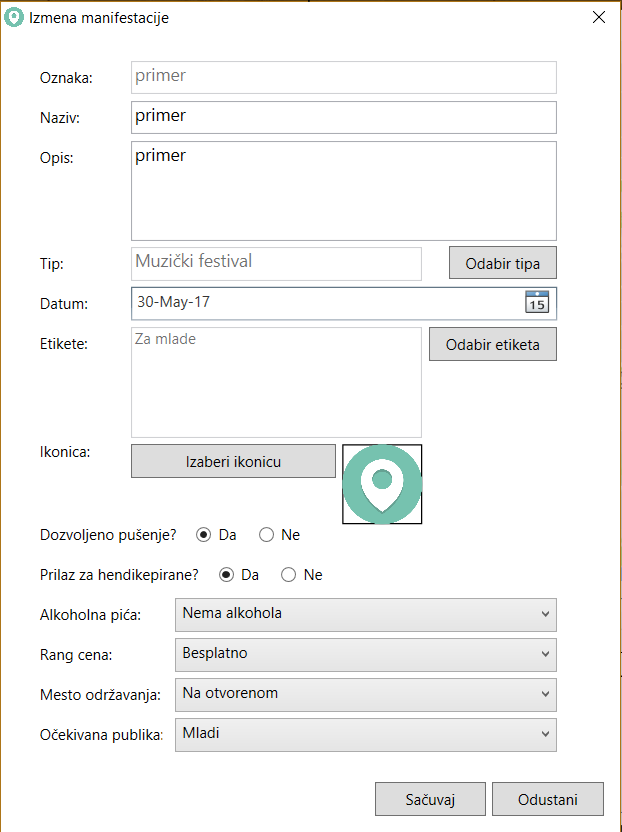 Izmena manifestacije
Oznaka: primer
Naziv: primer
Opis: primer
Tip: Muzički festival Odabir tipa
Datum: 30-May-17 15
Etikete: Za mlade Odabir etiketa
Ikonica: Izaberi ikonicu
Dozvoljeno pušenje? Da Ne
Prilaz za hendikepirane? Da Ne
Alkoholna pića: Nema alkohola
Rang cena: Besplatno
Mesto održavanja: Na otvorenom
Očekivana publika: Mladi
Sačuvaj Odustani